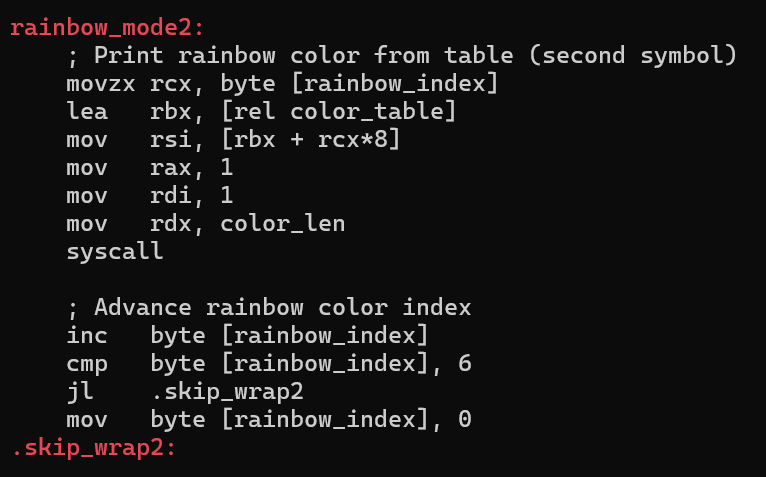 rainbow_mode2:
    ; Print rainbow color from table (second symbol)
    movzx rcx, byte [rainbow_index]
    lea   rbx, [rel color_table]
    mov   rsi, [rbx + rcx*8]
    mov   rax, 1
    mov   rdi, 1
    mov   rdx, color_len
    syscall

    ; Advance rainbow color index
    inc   byte [rainbow_index]
    cmp   byte [rainbow_index], 6
    jl    .skip_wrap2
    mov   byte [rainbow_index], 0
.skip_wrap2: